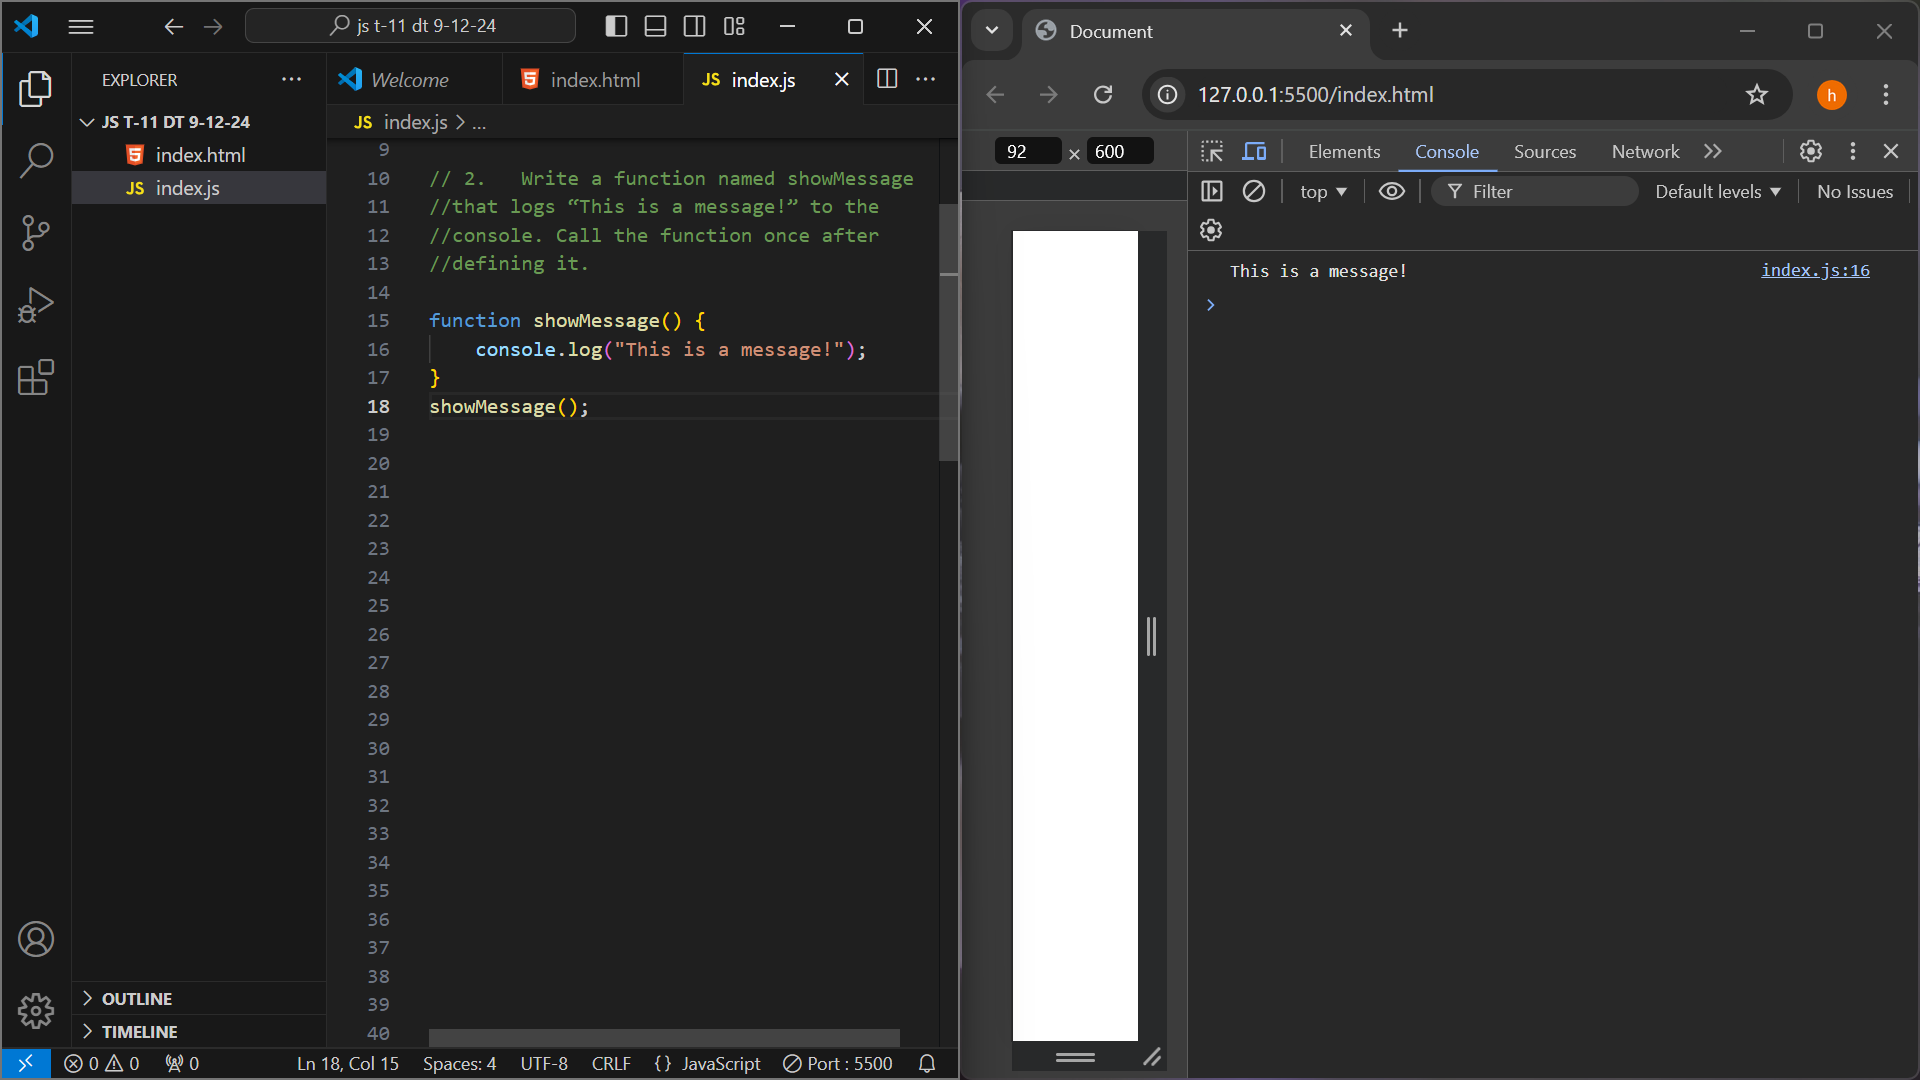 js t-11 dt 9-12-24
EXPLORER
JS T-11 DT 9-12-24
index.html
JS index.js
OUTLINE
TIMELINE
Welcome
index.html
JS index.js
JS index.js > ...
9
10 // 2.   Write a function named showMessage
11 //that logs “This is a message!” to the
12 //console. Call the function once after
13 //defining it.
14
15 function showMessage() {
16     console.log("This is a message!");
17 }
18 showMessage();
19
20
21
22
23
24
25
26
27
28
29
30
31
32
33
34
35
36
37
38
39
40
0 0 0 Ln 18, Col 15 Spaces: 4 UTF-8 CRLF {} JavaScript Port : 5500
Document
127.0.0.1:5500/index.html h
92 × 600
Elements Console Sources Network
top Filter Default levels No Issues
This is a message! index.js:16